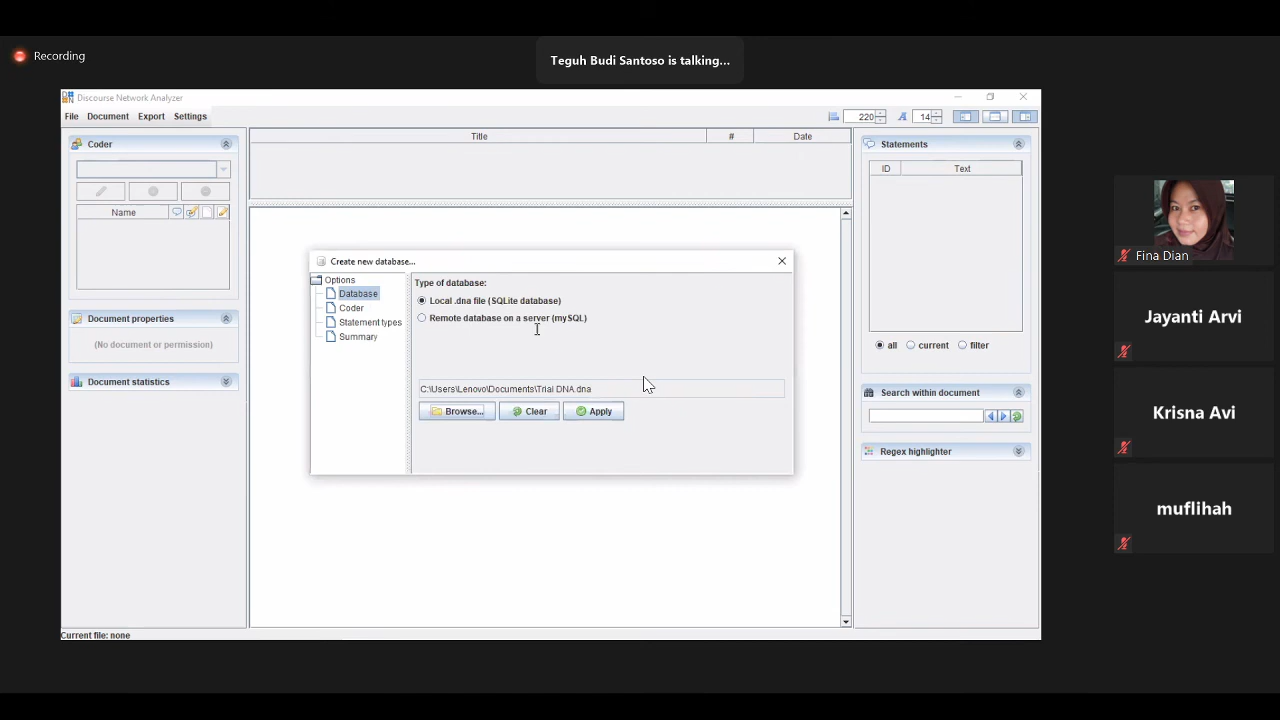 Recording
Teguh Budi Santoso is talking...
Discourse Network Analyzer
File Document Export Settings
220 14
Coder
Name
Document properties
(No document or permission)
Document statistics
Title # Date
Create new database...
Options
Database
Coder
Statement types
Summary
Type of database:
Local .dna file (SQLite database)
Remote database on a server (mySQL)
C:\Users\Lenovo\Documents\Trial DNA.dna
Browse... Clear Apply
Statements
ID Text
all current filter
Search within document
Regex highlighter
Current file: none
Fina Dian
Jayanti Arvi
Krisna Avi
muflihah